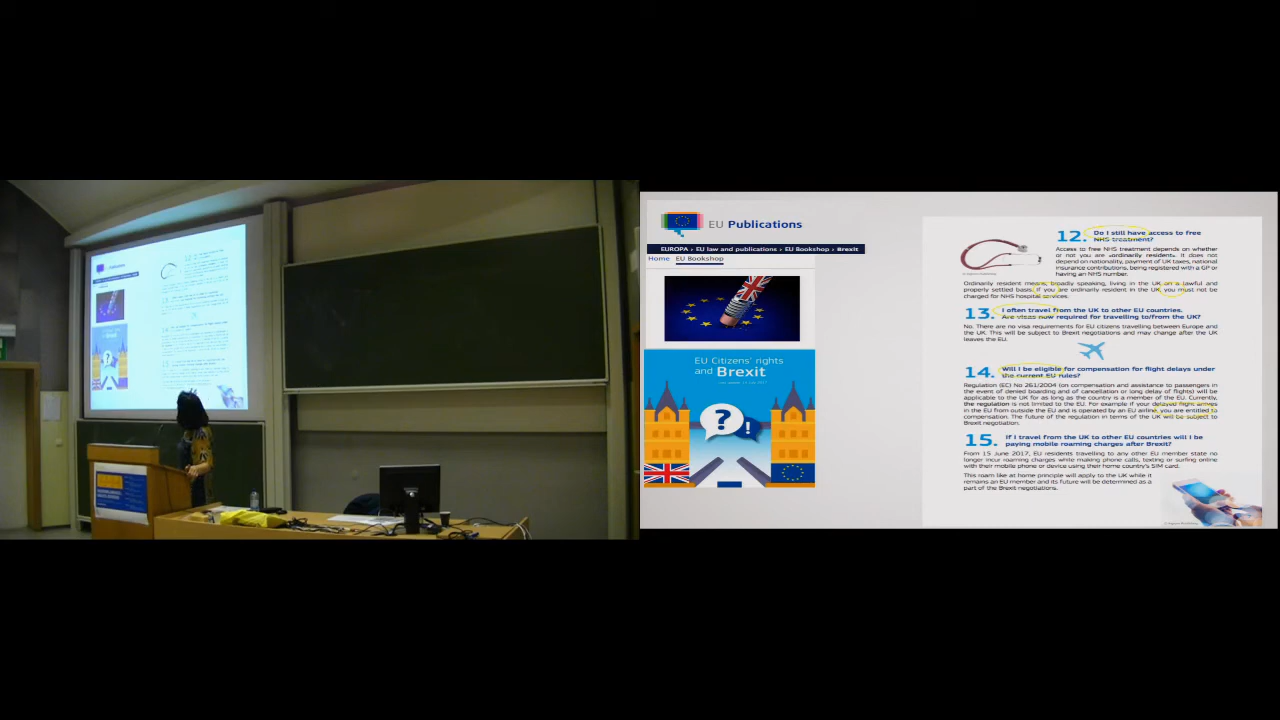 EU Publications
EUROPA › EU law and publications › EU Bookshop › Brexit
Home EU Bookshop
EU Citizens' rights
and Brexit
?
!
12. Do I still have access to free
NHS treatment?
Access to free NHS treatment depends on whether
or not you are «ordinarily resident». It does not
depend on nationality, payment of UK taxes, national
insurance contributions, being registered with a GP or
having an NHS number.
Ordinarily resident means, broadly speaking, living in the UK on a lawful and
properly settled basis. If you are ordinarily resident in the UK you must not be
charged for NHS hospital services.
13. I often travel from the UK to other EU countries.
Are visas now required for travelling to/from the UK?
No. There are no visa requirements for EU citizens travelling between Europe and
the UK. This will be subject to Brexit negotiations and may change after the UK
leaves the EU.
14. Will I be eligible for compensation for flight delays under
the current EU rules?
Regulation (EC) No 261/2004 (on compensation and assistance to passengers in
the event of denied boarding and of cancellation or long delay of flights) will be
applicable to the UK for as long as the country is a member of the EU. Currently,
the regulation is not limited to the EU. For example if your delayed flight arrives
in the EU from outside the EU and is operated by an EU airline, you are entitled to
compensation. The future of the regulation in terms of the UK will be subject to
Brexit negotiation.
15. If I travel from the UK to other EU countries will I be
paying mobile roaming charges after Brexit?
From 15 June 2017, EU residents travelling to any other EU member state no
longer incur roaming charges while making phone calls, texting or surfing online
with their mobile phone or device using their home country's SIM card.
This roam like at home principle will apply to the UK while it
remains an EU member and its future will be determined as a
part of the Brexit negotiations.